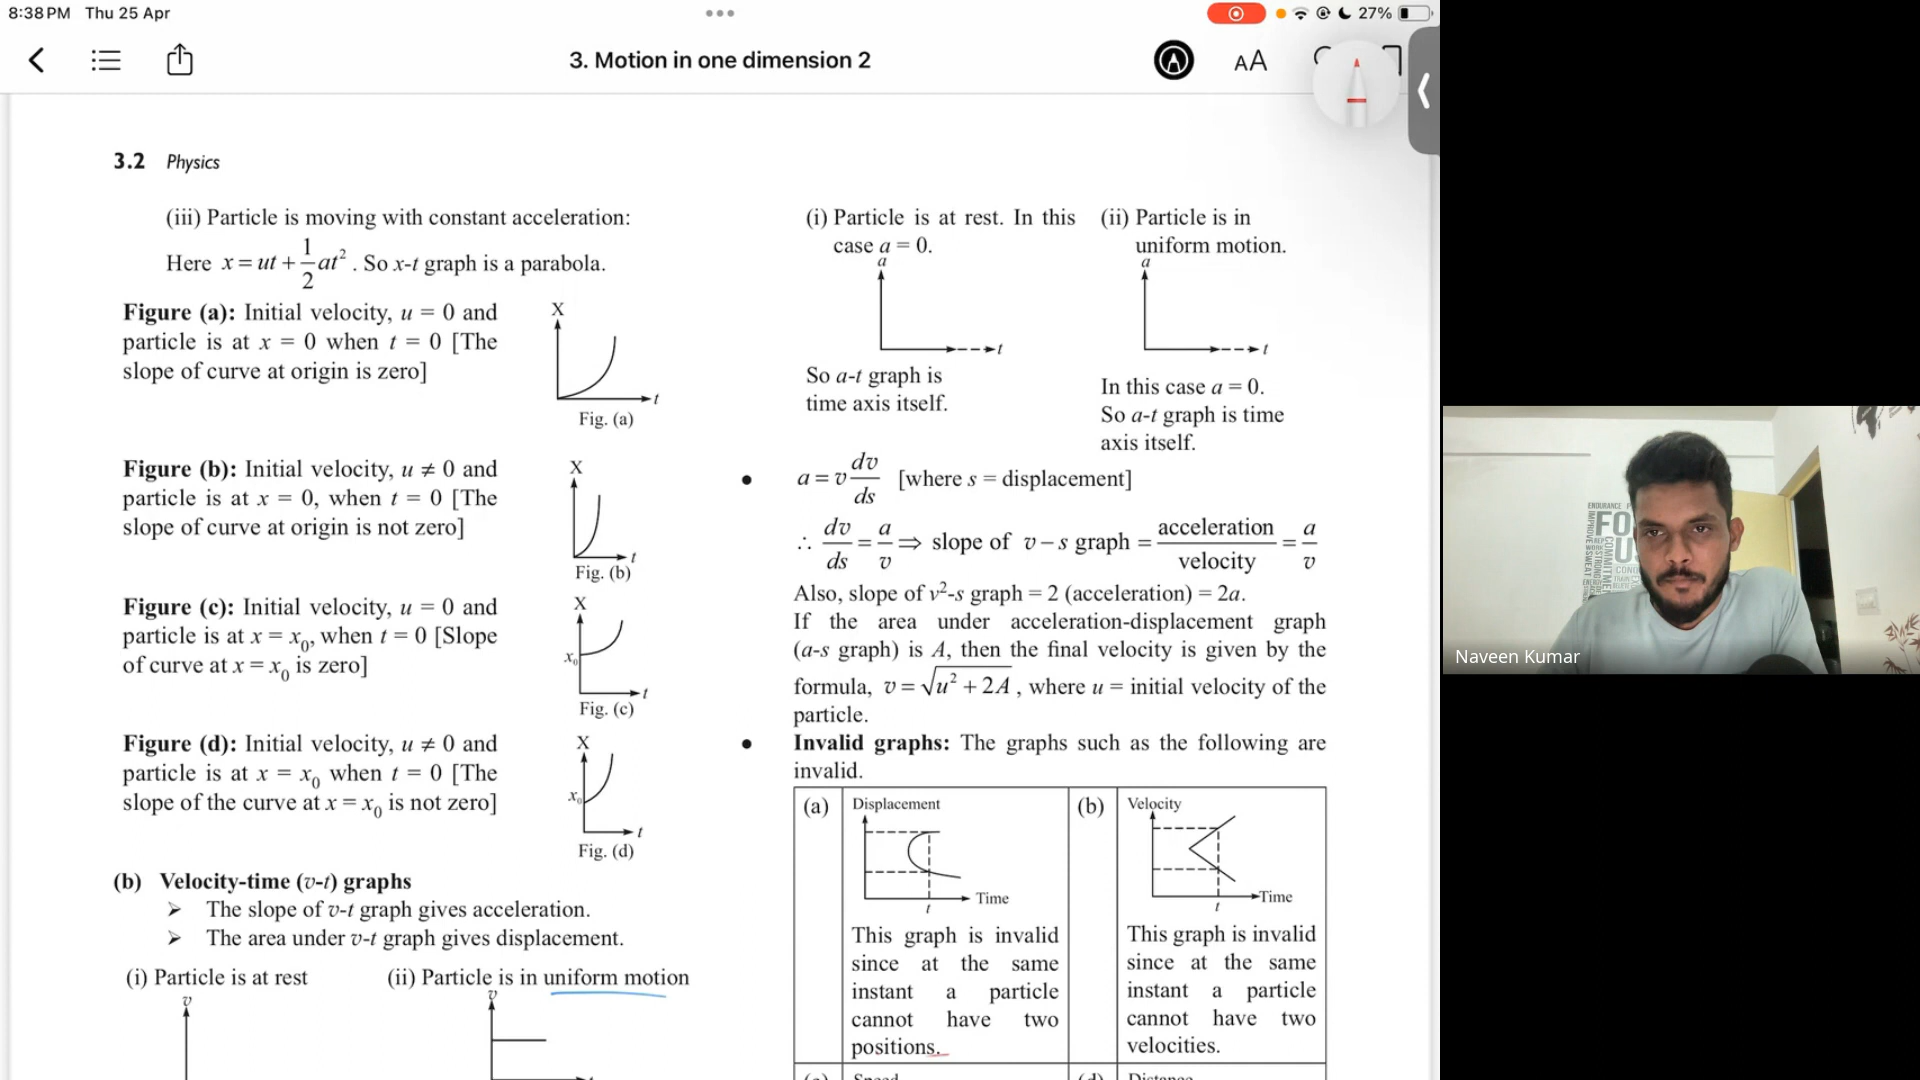 8:38 PM Thu 25 Apr
27%
3. Motion in one dimension 2
AA
3.2 Physics
(iii) Particle is moving with constant acceleration:
Here x = ut + 1/2 at². So x-t graph is a parabola.
Figure (a): Initial velocity, u = 0 and
particle is at x = 0 when t = 0 [The
slope of curve at origin is zero]
X
t
Fig. (a)
Figure (b): Initial velocity, u ≠ 0 and
particle is at x = 0, when t = 0 [The
slope of curve at origin is not zero]
X
t
Fig. (b)
Figure (c): Initial velocity, u = 0 and
particle is at x = x₀, when t = 0 [Slope
of curve at x = x₀ is zero]
X
x₀
t
Fig. (c)
Figure (d): Initial velocity, u ≠ 0 and
particle is at x = x₀ when t = 0 [The
slope of the curve at x = x₀ is not zero]
X
x₀
t
Fig. (d)
(b) Velocity-time (v-t) graphs
➢ The slope of v-t graph gives acceleration.
➢ The area under v-t graph gives displacement.
(i) Particle is at rest
(ii) Particle is in uniform motion
v
v
(i) Particle is at rest. In this
case a = 0.
a
t
So a-t graph is
time axis itself.
(ii) Particle is in
uniform motion.
a
t
In this case a = 0.
So a-t graph is time
axis itself.
• a = v dv/ds [where s = displacement]
∴ dv/ds = a/v ⇒ slope of v – s graph = acceleration/velocity = a/v
Also, slope of v²-s graph = 2 (acceleration) = 2a.
If the area under acceleration-displacement graph
(a-s graph) is A, then the final velocity is given by the
formula, v = √u² + 2A, where u = initial velocity of the
particle.
• Invalid graphs: The graphs such as the following are
invalid.
(a) Displacement
Time
t
This graph is invalid
since at the same
instant a particle
cannot have two
positions.
(b) Velocity
Time
t
This graph is invalid
since at the same
instant a particle
cannot have two
velocities.
Speed
(d) Distance
ENDURANCE
FO
Naveen Kumar